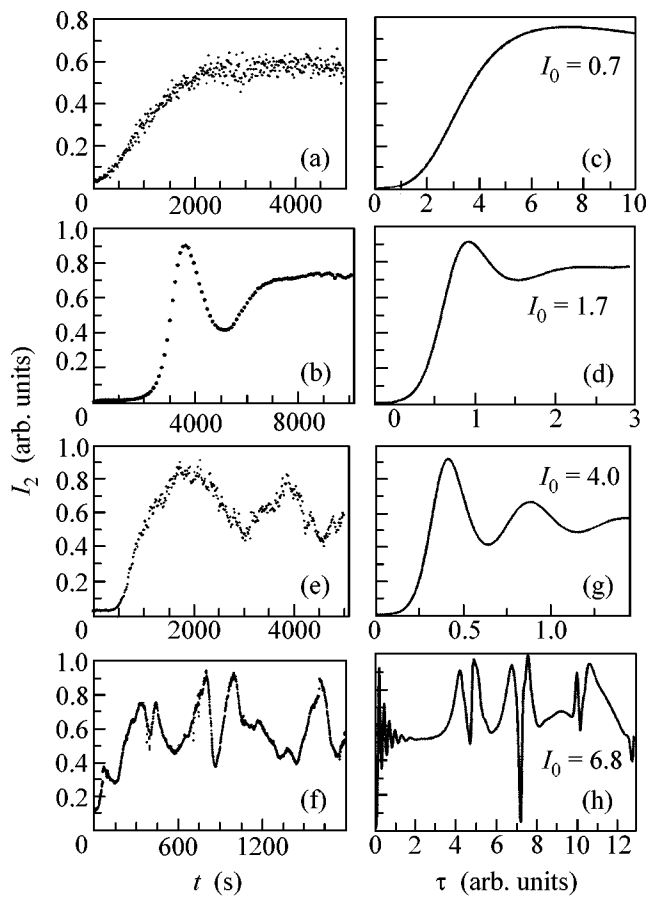 0.8
0.6
0.4
0.2
0
2000
4000
(a)
I0 = 0.7
(c)
0 2 4 6 8 10
1.0
0.8
0.6
0.4
0.2
0
4000
8000
(b)
I0 = 1.7
(d)
0 1 2 3
I2 (arb. units)
1.0
0.8
0.6
0.4
0.2
0
2000
4000
(e)
I0 = 4.0
(g)
0 0.5 1.0
1.0
0.8
0.6
0.4
0.2
0
600
1200
(f)
I0 = 6.8
(h)
0 2 4 6 8 10 12
t (s)
τ (arb. units)